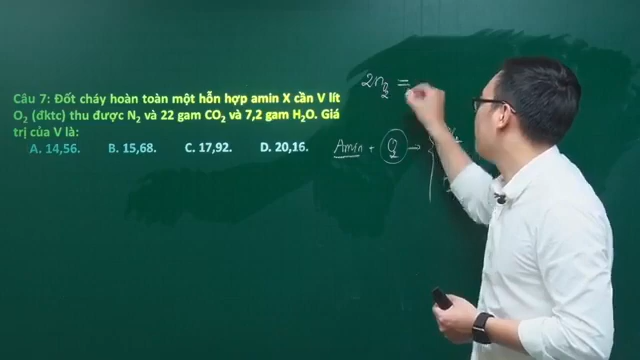 Câu 7: Đốt cháy hoàn toàn một hỗn hợp amin X cần V lít
O₂ (đktc) thu được N₂ và 22 gam CO₂ và 7,2 gam H₂O. Giá
trị của V là:
A. 14,56. B. 15,68. C. 17,92. D. 20,16.
Amin +